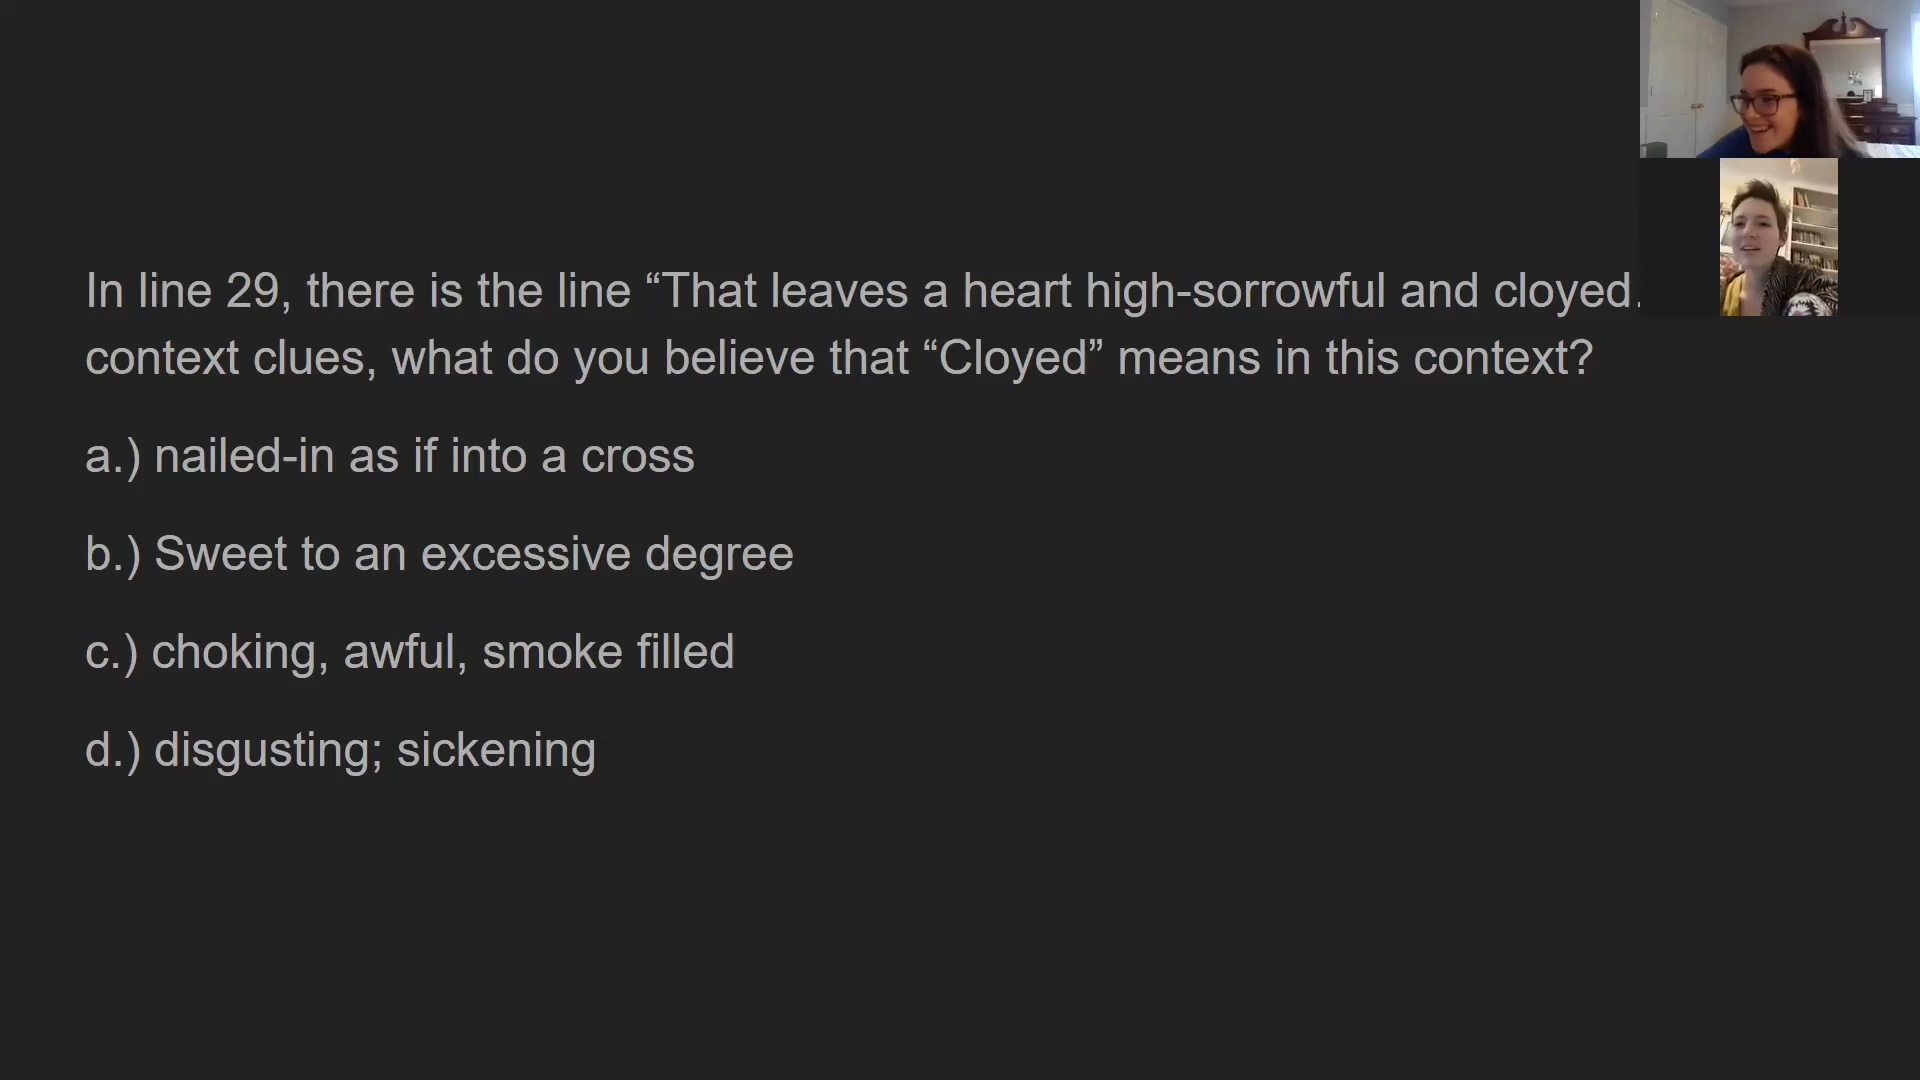 In line 29, there is the line “That leaves a heart high-sorrowful and cloyed.
context clues, what do you believe that “Cloyed” means in this context?
a.) nailed-in as if into a cross
b.) Sweet to an excessive degree
c.) choking, awful, smoke filled
d.) disgusting; sickening